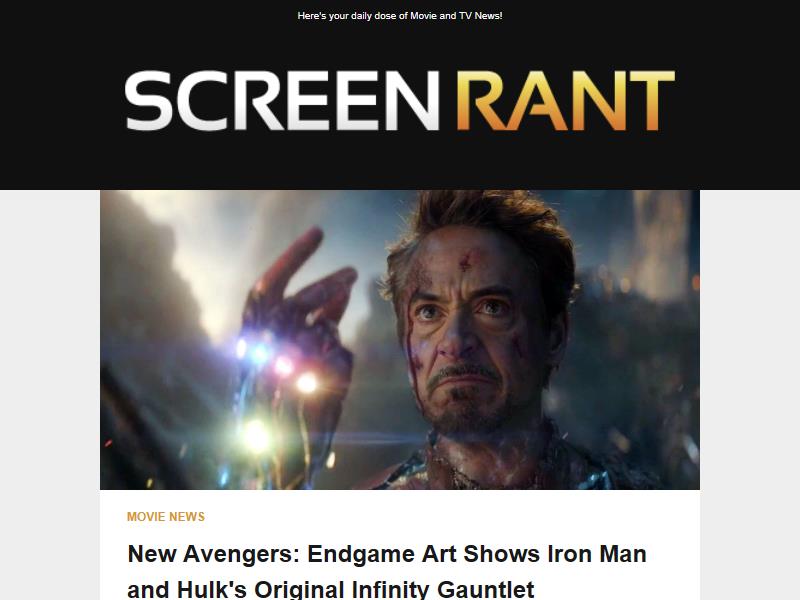 Here's your daily dose of Movie and TV News!
SCREEN RANT
MOVIE NEWS
New Avengers: Endgame Art Shows Iron Man
and Hulk's Original Infinity Gauntlet